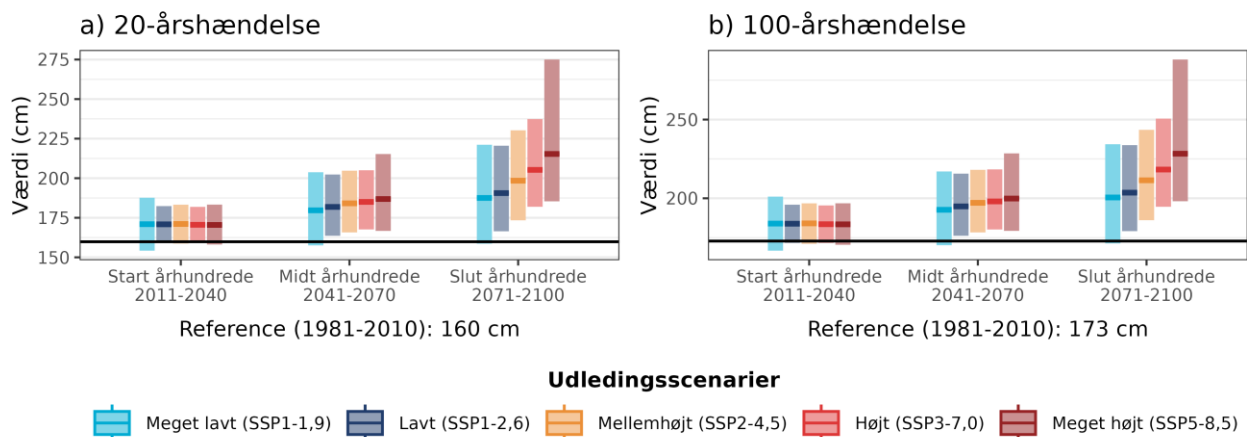 a) 20-årshændelse
Værdi (cm)
275
250
225
200
175
150
Start århundrede
2011-2040
Midt århundrede
2041-2070
Slut århundrede
2071-2100
Reference (1981-2010): 160 cm
b) 100-årshændelse
Værdi (cm)
250
200
Start århundrede
2011-2040
Midt århundrede
2041-2070
Slut århundrede
2071-2100
Reference (1981-2010): 173 cm
Udledingsscenarier
Meget lavt (SSP1-1,9)
Lavt (SSP1-2,6)
Mellemhøjt (SSP2-4,5)
Højt (SSP3-7,0)
Meget højt (SSP5-8,5)